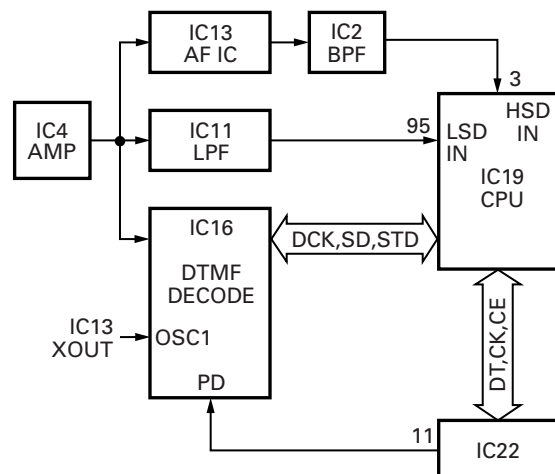 IC13
AF IC
IC2
BPF
3
IC4
AMP
IC11
LPF
95
LSD
IN
HSD
IN
IC19
CPU
IC16
DTMF
DECODE
DCK,SD,STD
IC13
XOUT
OSC1
PD
DT,CK,CE
11
IC22